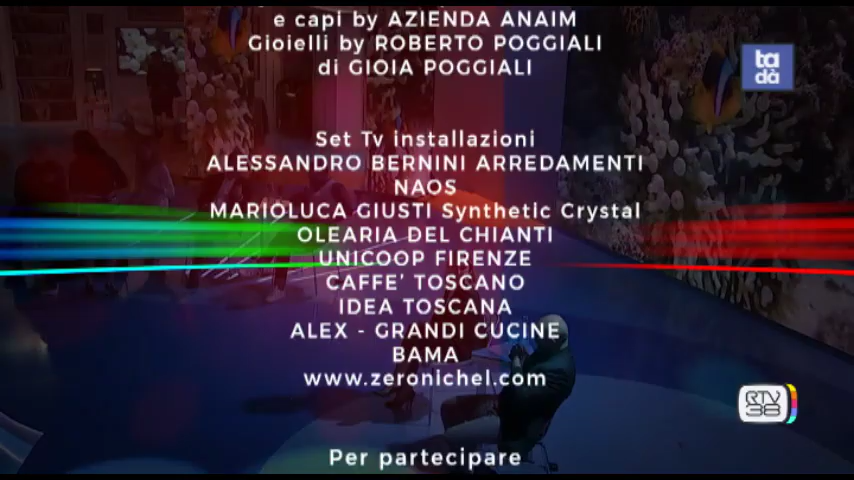 e capi by AZIENDA ANAIM
Gioielli by ROBERTO POGGIALI
di GIOIA POGGIALI
ta
dà
Set Tv installazioni
ALESSANDRO BERNINI ARREDAMENTI
NAOS
MARIOLUCA GIUSTI Synthetic Crystal
OLEARIA DEL CHIANTI
UNICOOP FIRENZE
CAFFE' TOSCANO
IDEA TOSCANA
ALEX - GRANDI CUCINE
BAMA
www.zeronichel.com
RTV
38
Per partecipare